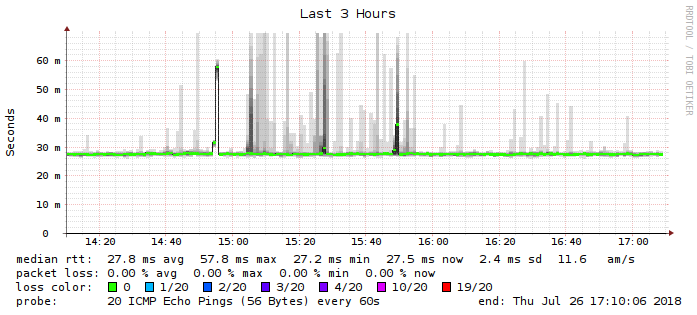 Last 3 Hours
RRDTOOL / TOBI OETIKER
Seconds
60 m
50 m
40 m
30 m
20 m
10 m
0
14:20 14:40 15:00 15:20 15:40 16:00 16:20 16:40 17:00
median rtt: 27.8 ms avg 57.8 ms max 27.2 ms min 27.5 ms now 2.4 ms sd 11.6 am/s
packet loss: 0.00 % avg 0.00 % max 0.00 % min 0.00 % now
loss color: 0 1/20 2/20 3/20 4/20 10/20 19/20
probe: 20 ICMP Echo Pings (56 Bytes) every 60s end: Thu Jul 26 17:10:06 2018